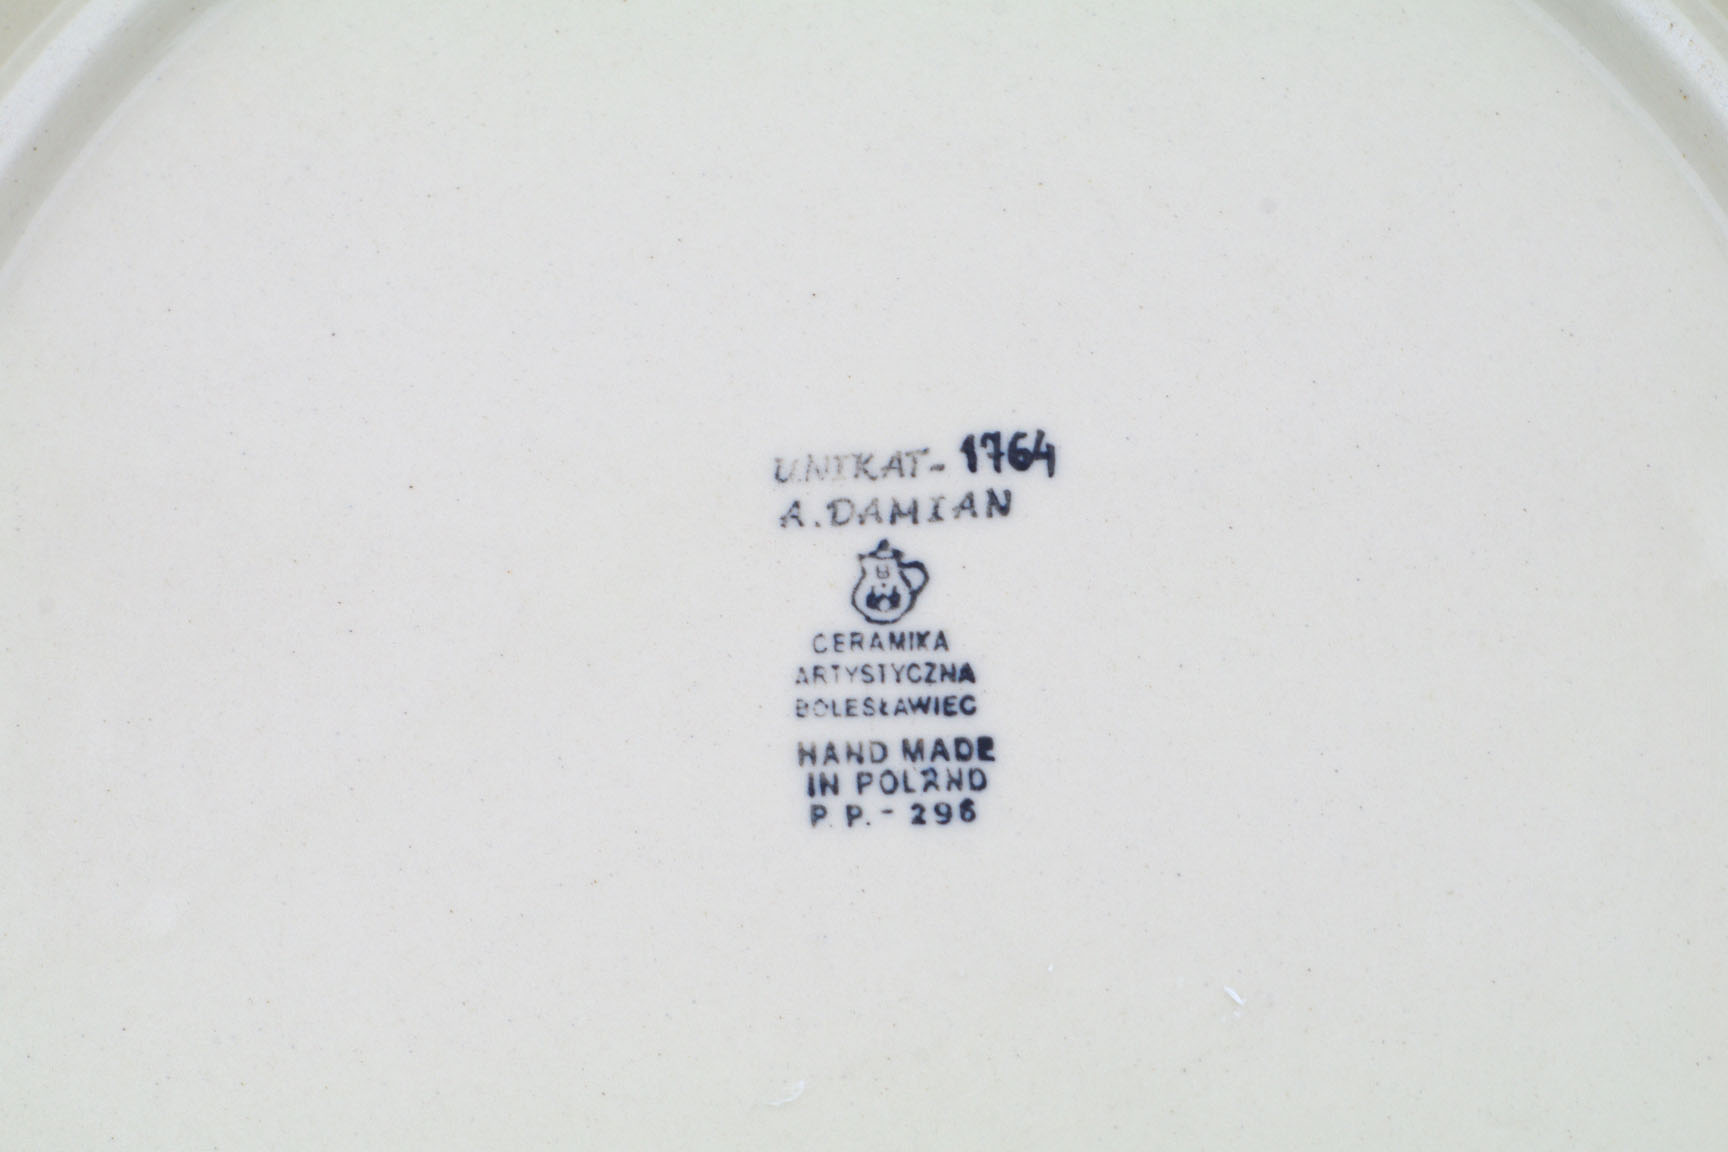 UNIKAT- 1764
A. DAMIAN
CERAMIKA
ARTYSTYCZNA
BOLESŁAWIEC
HAND MADE
IN POLAND
P. P. - 296